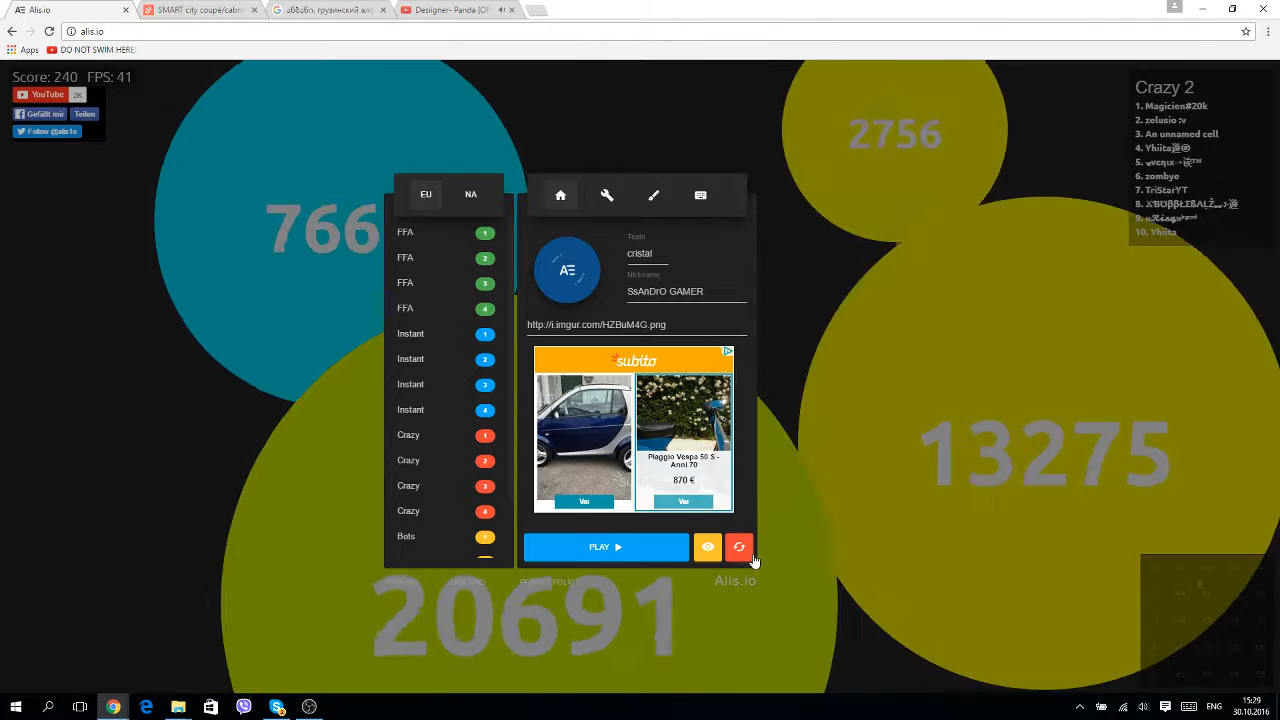 Alis.io
SMART city coupé/cabri
Desiigner- Panda [OF
alis.io
Apps
DO NOT SWIM HERE!
Score: 240 FPS: 41
YouTube 2K
Gefällt mir Teilen
Follow @alis1o
766
2756
13275
20691
Crazy 2
1. Magicien#20k
2. zelusio :v
3. An unnamed cell
6. zombye
7. TriStarYT
10. Yhiita
EU NA
FFA 1
FFA 2
FFA 3
FFA 4
Instant 1
Instant 2
Instant 3
Instant 4
Crazy 1
Crazy 2
Crazy 3
Crazy 4
Bots 1
Team
cristal
Nickname
SsAnDrO GAMER
http://i.imgur.com/HZBuM4G.png
subito
Piaggio Vespa 50 S -
Anni 70
870 €
Vai
Vai
PLAY
PRIVACY POLICY
Alis.io
ENG
15:29
30.10.2016